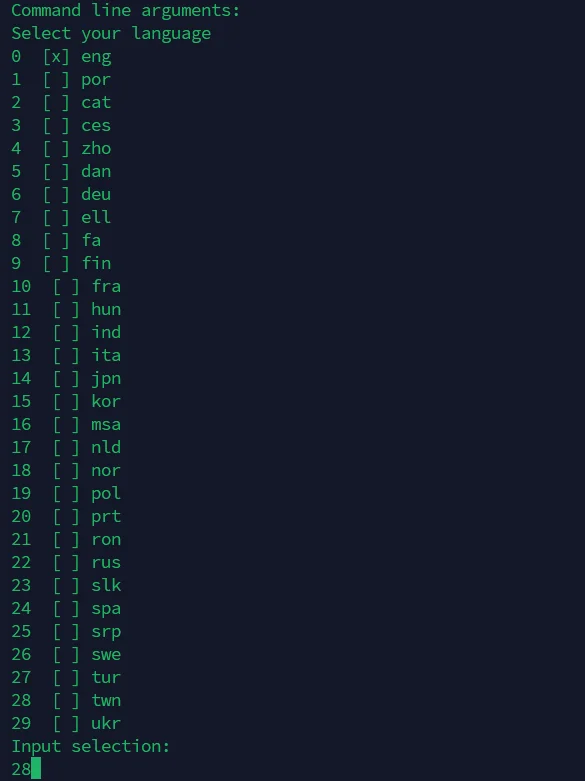 Command line arguments:
Select your language
0  [x] eng
1  [ ] por
2  [ ] cat
3  [ ] ces
4  [ ] zho
5  [ ] dan
6  [ ] deu
7  [ ] ell
8  [ ] fa
9  [ ] fin
10  [ ] fra
11  [ ] hun
12  [ ] ind
13  [ ] ita
14  [ ] jpn
15  [ ] kor
16  [ ] msa
17  [ ] nld
18  [ ] nor
19  [ ] pol
20  [ ] prt
21  [ ] ron
22  [ ] rus
23  [ ] slk
24  [ ] spa
25  [ ] srp
26  [ ] swe
27  [ ] tur
28  [ ] twn
29  [ ] ukr
Input selection:
28